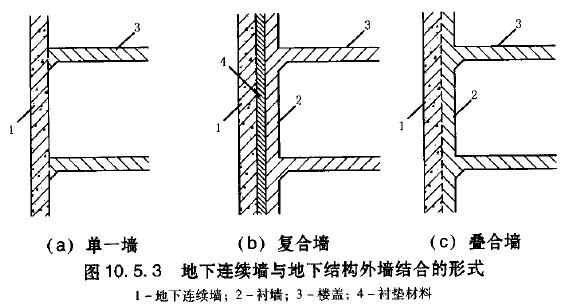 3
1
3
4
1
2
3
1
2
(a) 单一墙
(b) 复合墙
(c) 叠合墙
图 10.5.3 地下连续墙与地下结构外墙结合的形式
1-地下连续墙；2-衬墙；3-楼盖；4-衬垫材料